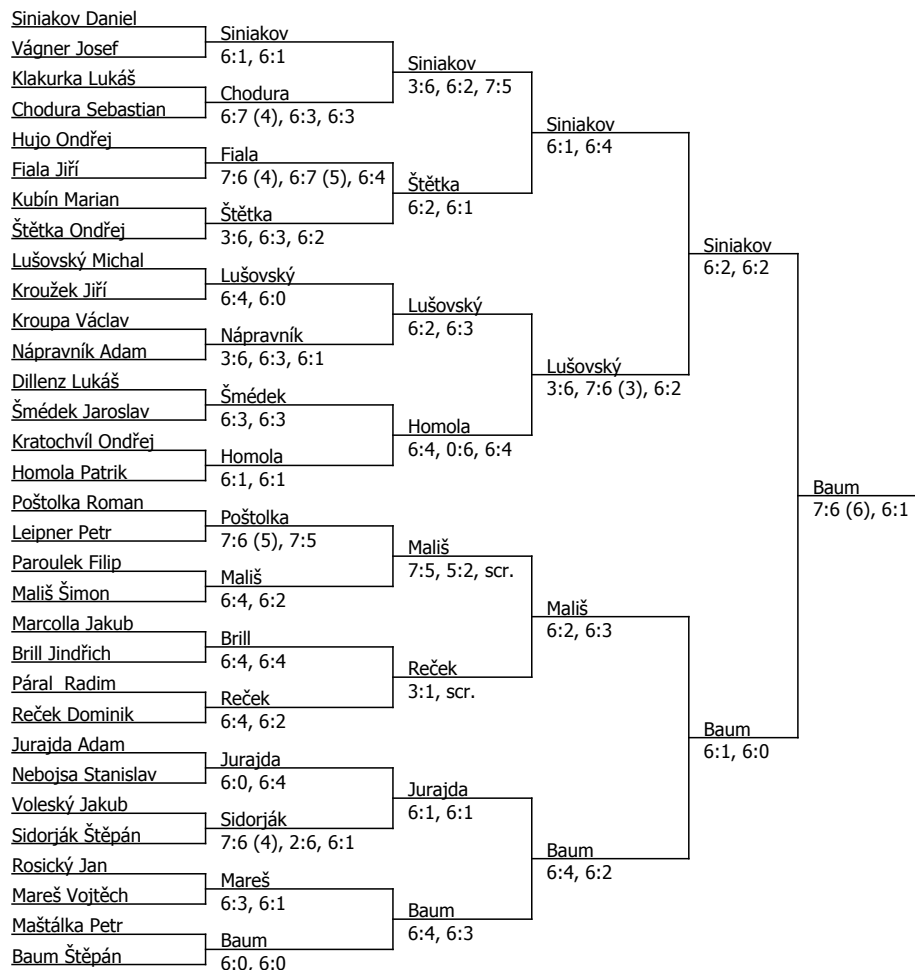 Siniakov Daniel
Vágner Josef
Klakurka Lukáš
Chodura Sebastian
Hujo Ondřej
Fiala Jiří
Kubín Marian
Štětka Ondřej
Lušovský Michal
Kroužek Jiří
Kroupa Václav
Nápravník Adam
Dillenz Lukáš
Šmédek Jaroslav
Kratochvíl Ondřej
Homola Patrik
Poštolka Roman
Leipner Petr
Paroulek Filip
Mališ Šimon
Marcolla Jakub
Brill Jindřich
Páral  Radim
Reček Dominik
Jurajda Adam
Nebojsa Stanislav
Voleský Jakub
Sidorják Štěpán
Rosický Jan
Mareš Vojtěch
Maštálka Petr
Baum Štěpán
Siniakov
6:1, 6:1
Chodura
6:7 (4), 6:3, 6:3
Fiala
7:6 (4), 6:7 (5), 6:4
Štětka
3:6, 6:3, 6:2
Lušovský
6:4, 6:0
Nápravník
3:6, 6:3, 6:1
Šmédek
6:3, 6:3
Homola
6:1, 6:1
Poštolka
7:6 (5), 7:5
Mališ
6:4, 6:2
Brill
6:4, 6:4
Reček
6:4, 6:2
Jurajda
6:0, 6:4
Sidorják
7:6 (4), 2:6, 6:1
Mareš
6:3, 6:1
Baum
6:0, 6:0
Siniakov
3:6, 6:2, 7:5
Štětka
6:2, 6:1
Lušovský
6:2, 6:3
Homola
6:4, 0:6, 6:4
Mališ
7:5, 5:2, scr.
Reček
3:1, scr.
Jurajda
6:1, 6:1
Baum
6:4, 6:3
Siniakov
6:1, 6:4
Lušovský
3:6, 7:6 (3), 6:2
Mališ
6:2, 6:3
Baum
6:4, 6:2
Siniakov
6:2, 6:2
Baum
6:1, 6:0
Baum
7:6 (6), 6:1